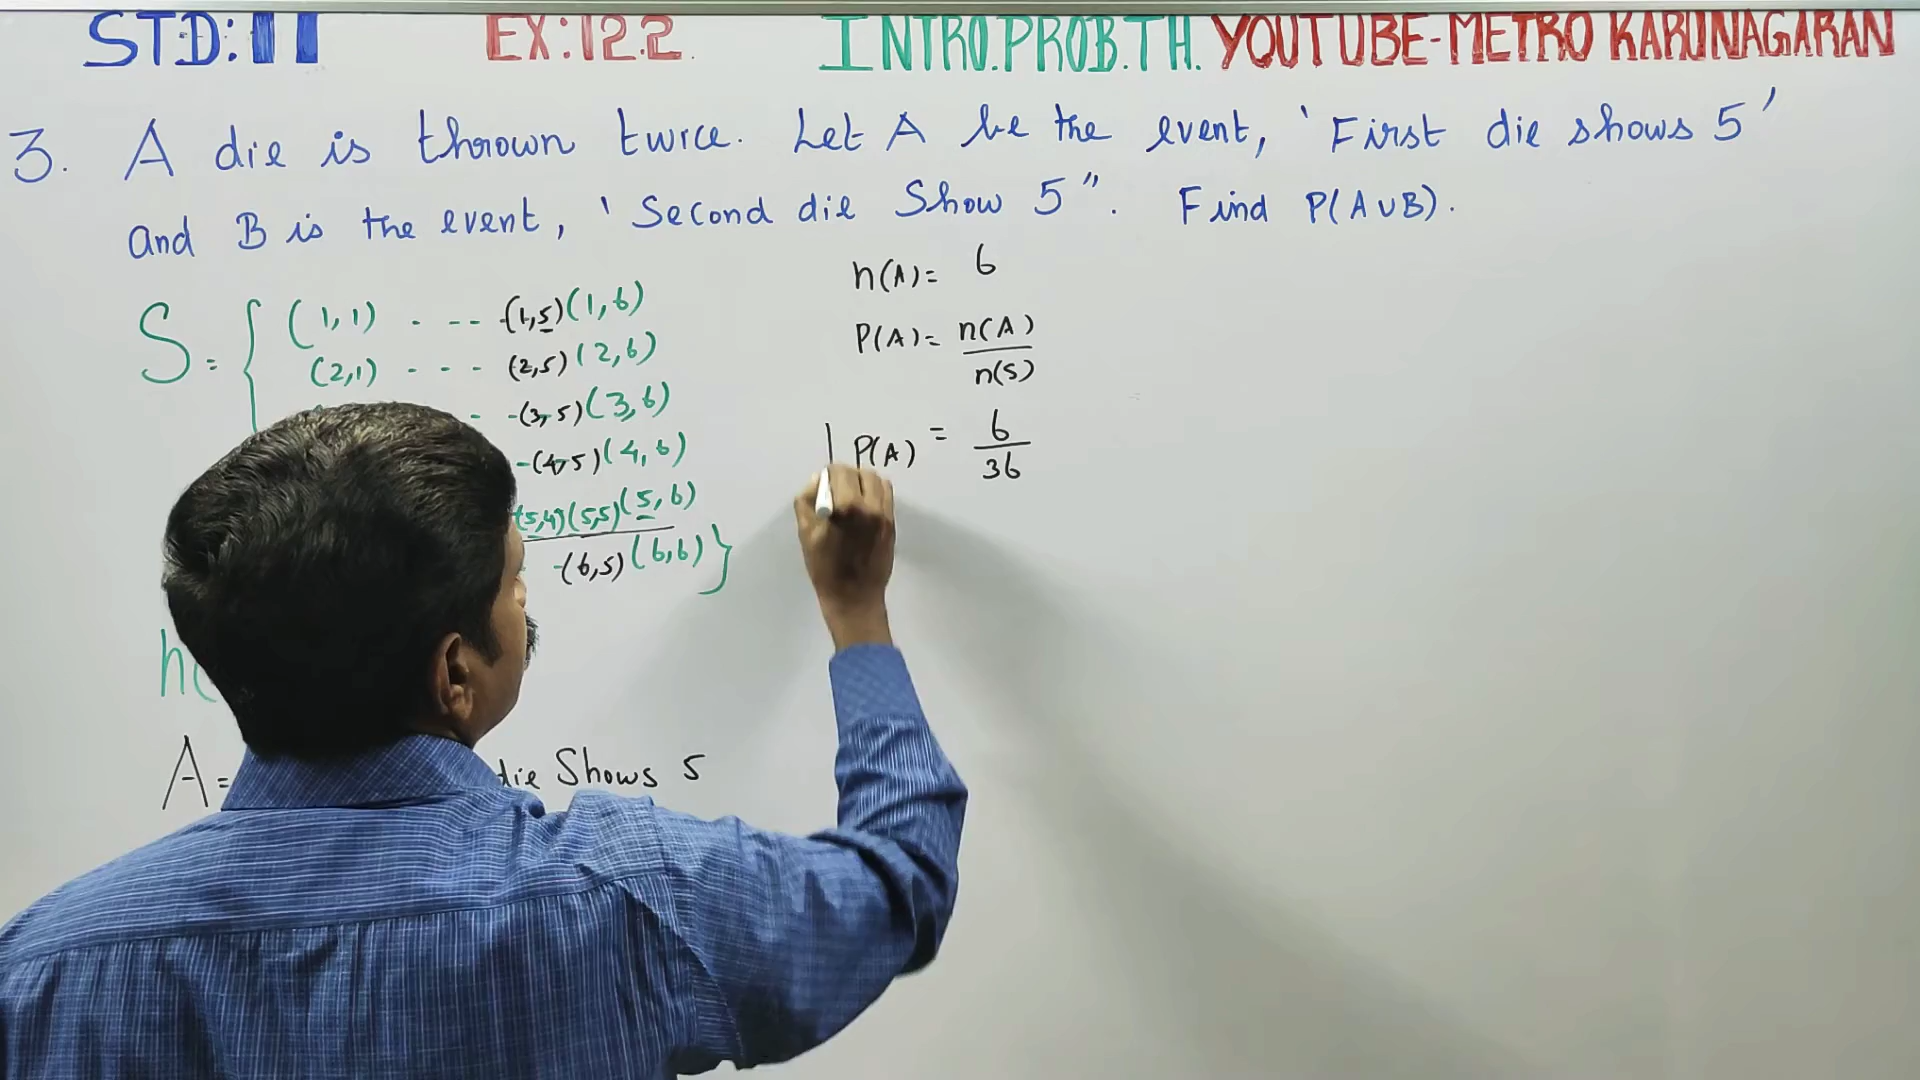 STD:11 EX:12.2. INTRO.PROB.TH. YOUTUBE-METRO KARUNAGARAN
3. A die is thrown twice. Let A be the event, 'First die shows 5'
and B is the event, 'Second die Show 5". Find P(A∪B).
S = { (1,1) . -- -(1,5)(1,6)
(2,1) - - - (2,5)(2,6)
- -(3,5)(3,6)
-(4,5)(4,6)
(5,4)(5,5)(5,6)
-(6,5)(6,6)}
n(
A= die Shows 5
n(A)= 6
P(A)= n(A)/n(S)
P(A) = 6/36